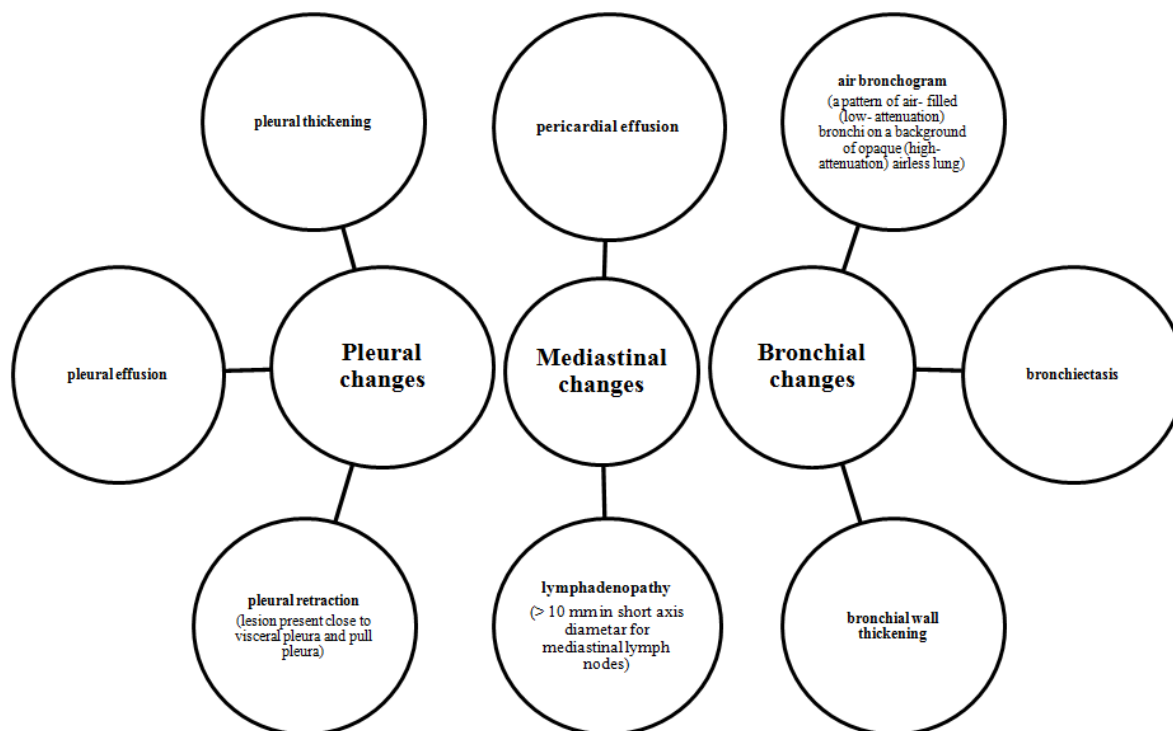 pleural thickening
pericardial effusion
air bronchogram
(a pattern of air- filled
(low- attenuation)
bronchi on a background
of opaque (high-
attenuation) airless lung)
pleural effusion
Pleural
changes
Mediastinal
changes
Bronchial
changes
bronchiectasis
pleural retraction
(lesion present close to
visceral pleura and pull
pleura)
lymphadenopathy
(> 10 mm in short axis
diametar for
mediastinal lymph
nodes)
bronchial wall
thickening